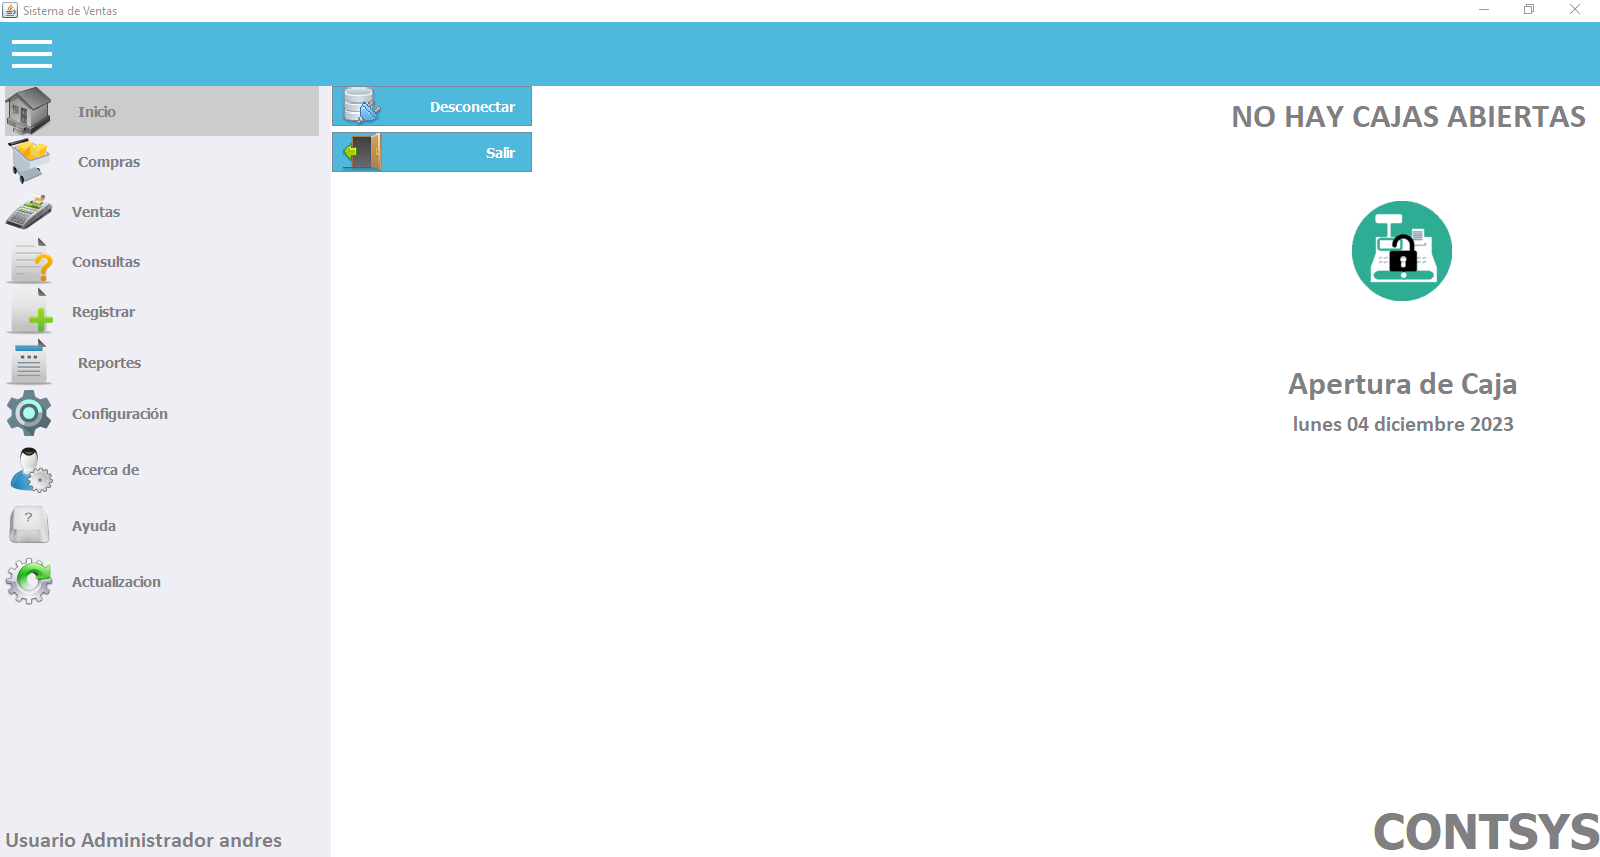 Sistema de Ventas
Inicio
Compras
Ventas
Consultas
Registrar
Reportes
Configuración
Acerca de
Ayuda
Actualizacion
Usuario Administrador andres
Desconectar
Salir
NO HAY CAJAS ABIERTAS
Apertura de Caja
lunes 04 diciembre 2023
CONTSYS